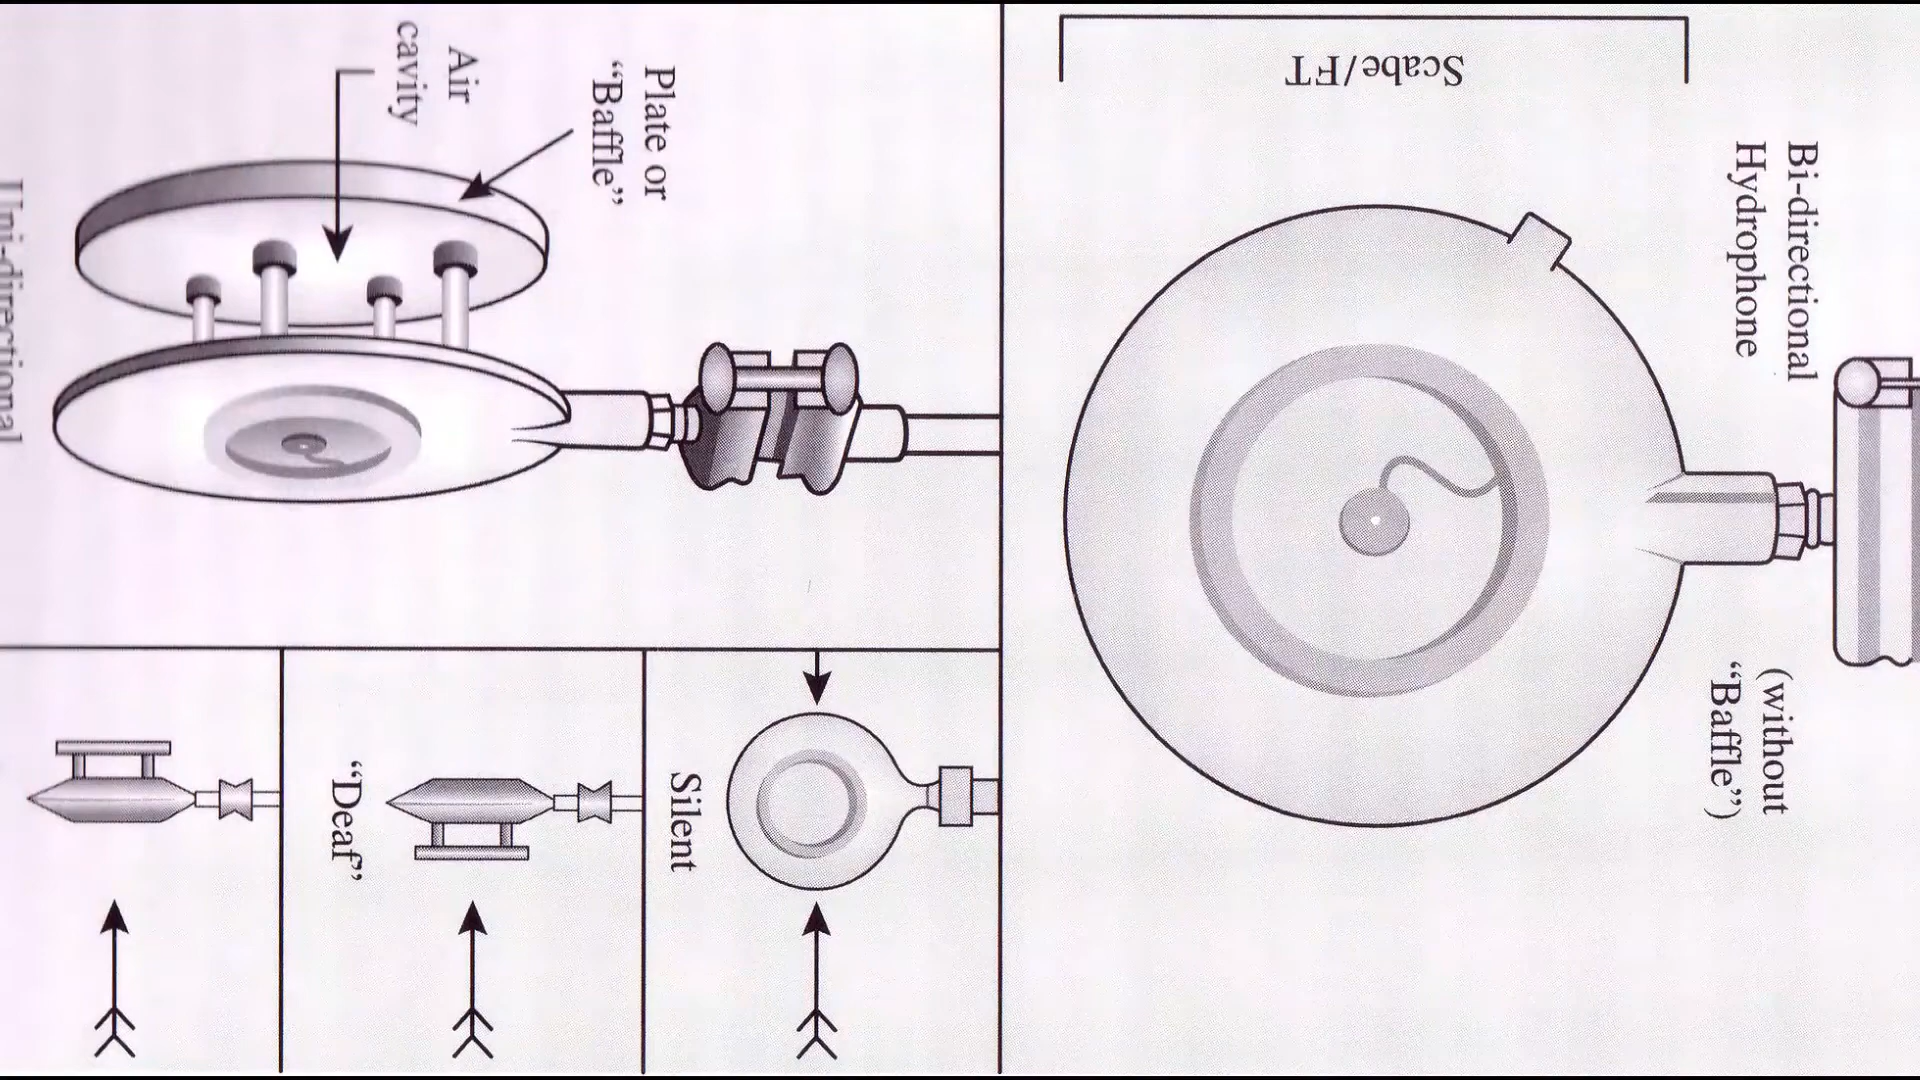 Bi-directional
Hydrophone
(without
“Baffle”)
Scabe/FT
Plate or
“Baffle”
Air
cavity
Uni-directional
Silent
“Deaf”